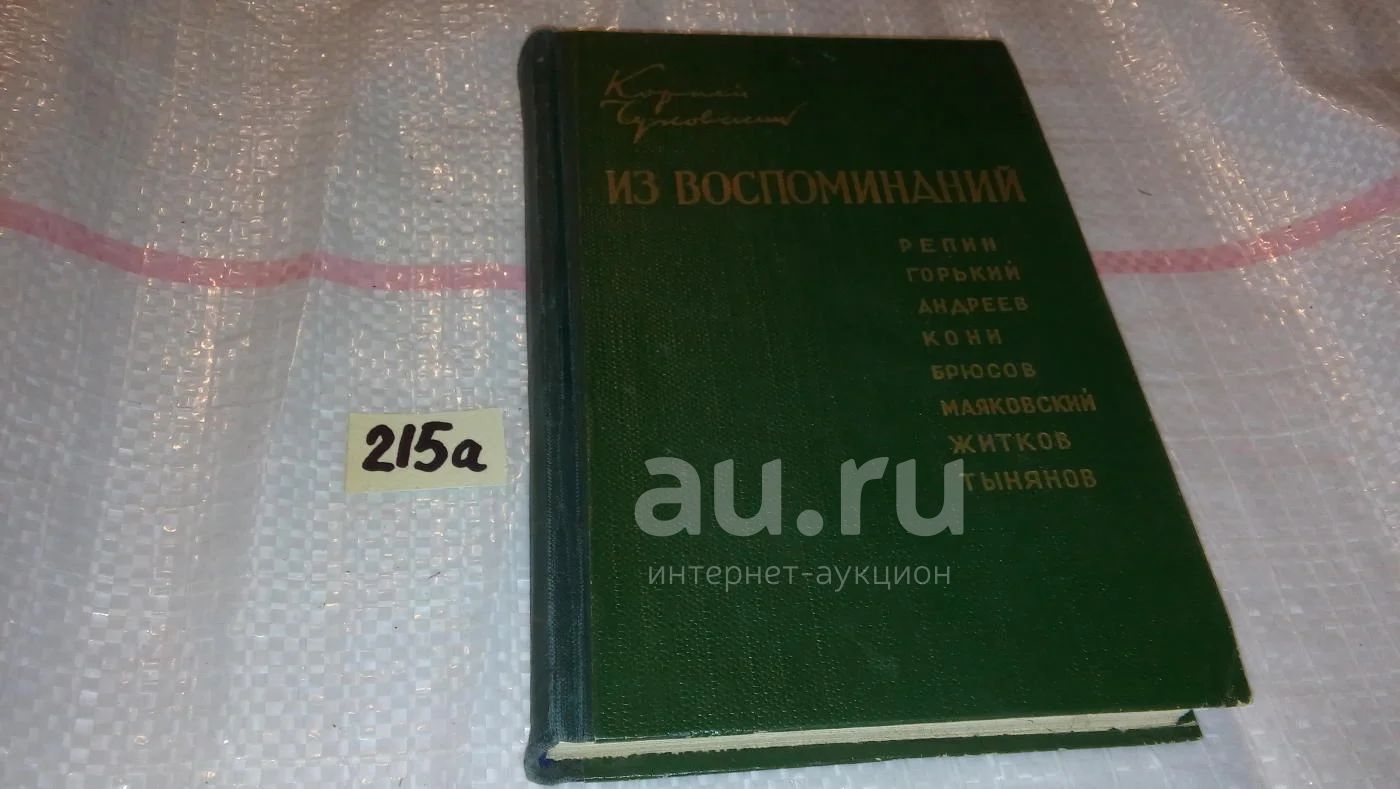 Корней
Чуковский
ИЗ ВОСПОМИНАНИЙ
РЕПИН
ГОРЬКИЙ
АНДРЕЕВ
КОНИ
БРЮСОВ
МАЯКОВСКИЙ
ЖИТКОВ
ТЫНЯНОВ
215а
au.ru
интернет-аукцион